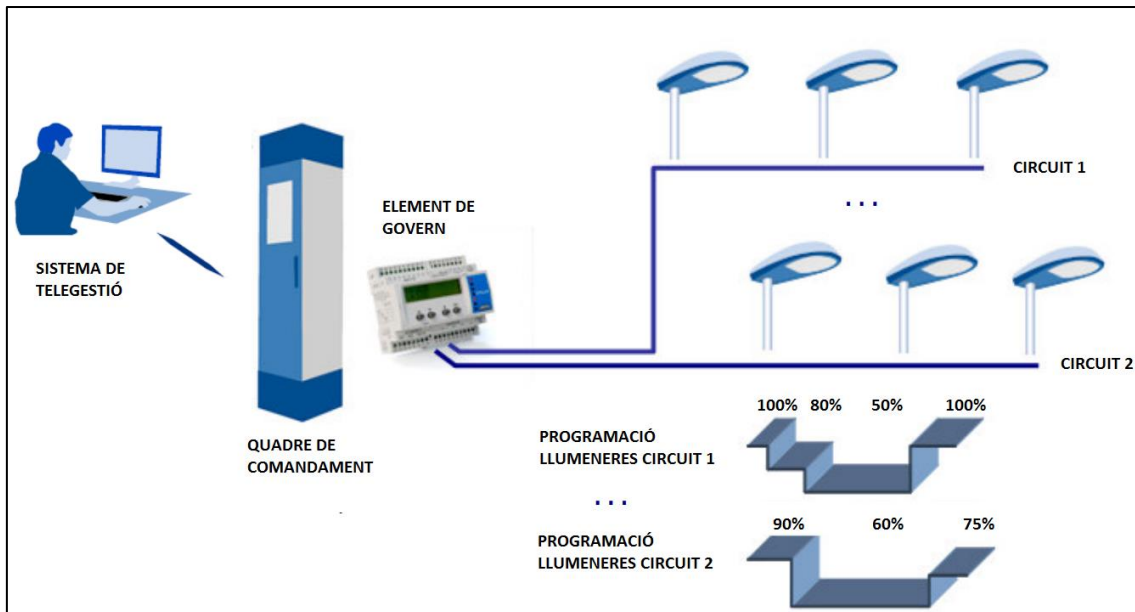 SISTEMA DE
TELEGESTIÓ
QUADRE DE
COMANDAMENT
ELEMENT DE
GOVERN
CIRCUIT 1
...
CIRCUIT 2
PROGRAMACIÓ
LLUMENERES CIRCUIT 1
100% 80% 50% 100%
...
PROGRAMACIÓ
LLUMENERES CIRCUIT 2
90% 60% 75%